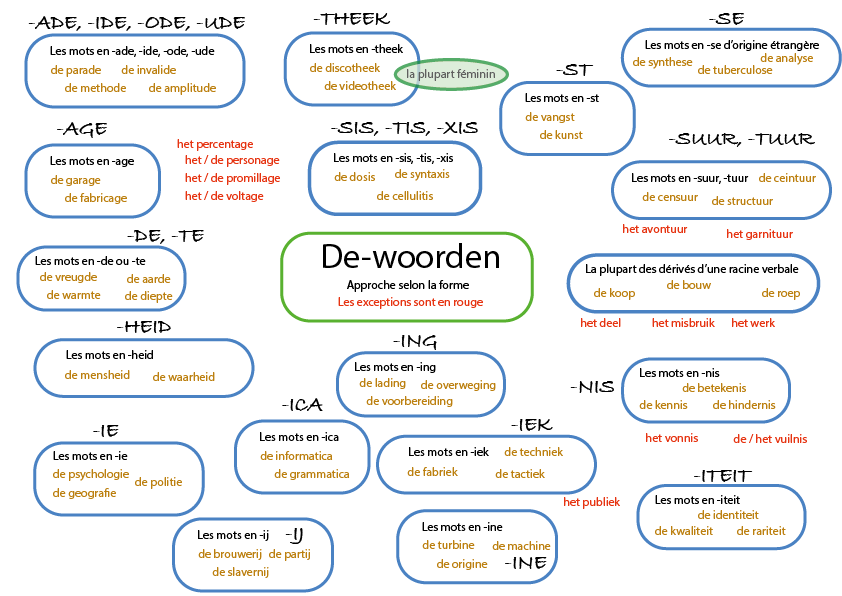 -ADE, -IDE, -ODE, -UDE
Les mots en -ade, -ide, -ode, -ude
de parade de invalide
de methode de amplitude
-THEEK
Les mots en -theek
de discotheek
de videotheek
la plupart féminin
-SE
Les mots en -se d'origine étrangère
de synthese de analyse
de tuberculose
-ST
Les mots en -st
de vangst
de kunst
-AGE
Les mots en -age
de garage
de fabricage
het percentage
het / de personage
het / de promillage
het / de voltage
-SIS, -TIS, -XIS
Les mots en -sis, -tis, -xis
de dosis de syntaxis
de cellulitis
-SUUR, -TUUR
Les mots en -suur, -tuur de ceintuur
de censuur de structuur
het avontuur het garnituur
-DE, -TE
Les mots en -de ou -te
de vreugde de aarde
de warmte de diepte
De-woorden
Approche selon la forme
Les exceptions sont en rouge
La plupart des dérivés d'une racine verbale
de koop de bouw de roep
het deel het misbruik het werk
-HEID
Les mots en -heid
de mensheid de waarheid
-ING
Les mots en -ing
de lading de overweging
de voorbereiding
-NIS
Les mots en -nis
de betekenis
de kennis de hindernis
het vonnis de / het vuilnis
-ICA
Les mots en -ica
de informatica
de grammatica
-IEK
Les mots en -iek de techniek
de fabriek de tactiek
het publiek
-IE
Les mots en -ie
de psychologie de politie
de geografie
-ITEIT
Les mots en -iteit
de identiteit
de kwaliteit de rariteit
Les mots en -ij -IJ
de brouwerij de partij
de slavernij
Les mots en -ine
de turbine de machine
de origine -INE